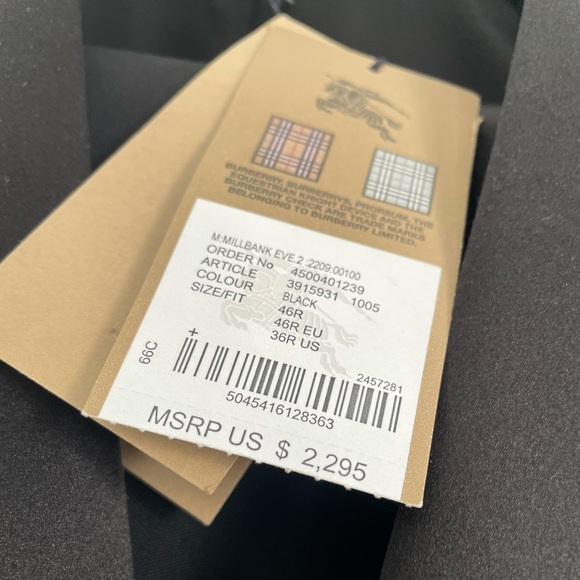 BURBERRY, BURBERRYS, PRORSUM, THE
EQUESTRIAN KNIGHT DEVICE AND THE
BURBERRY CHECK ARE TRADE MARKS
BELONGING TO BURBERRY LIMITED.
M:MILLBANK EVE 2 :2209:00100
ORDER No 4500401239
ARTICLE 3915931 1005
COLOUR BLACK
SIZE/FIT 46R
46R EU
36R US
66C
+
2457281
5045416128363
MSRP US $ 2,295